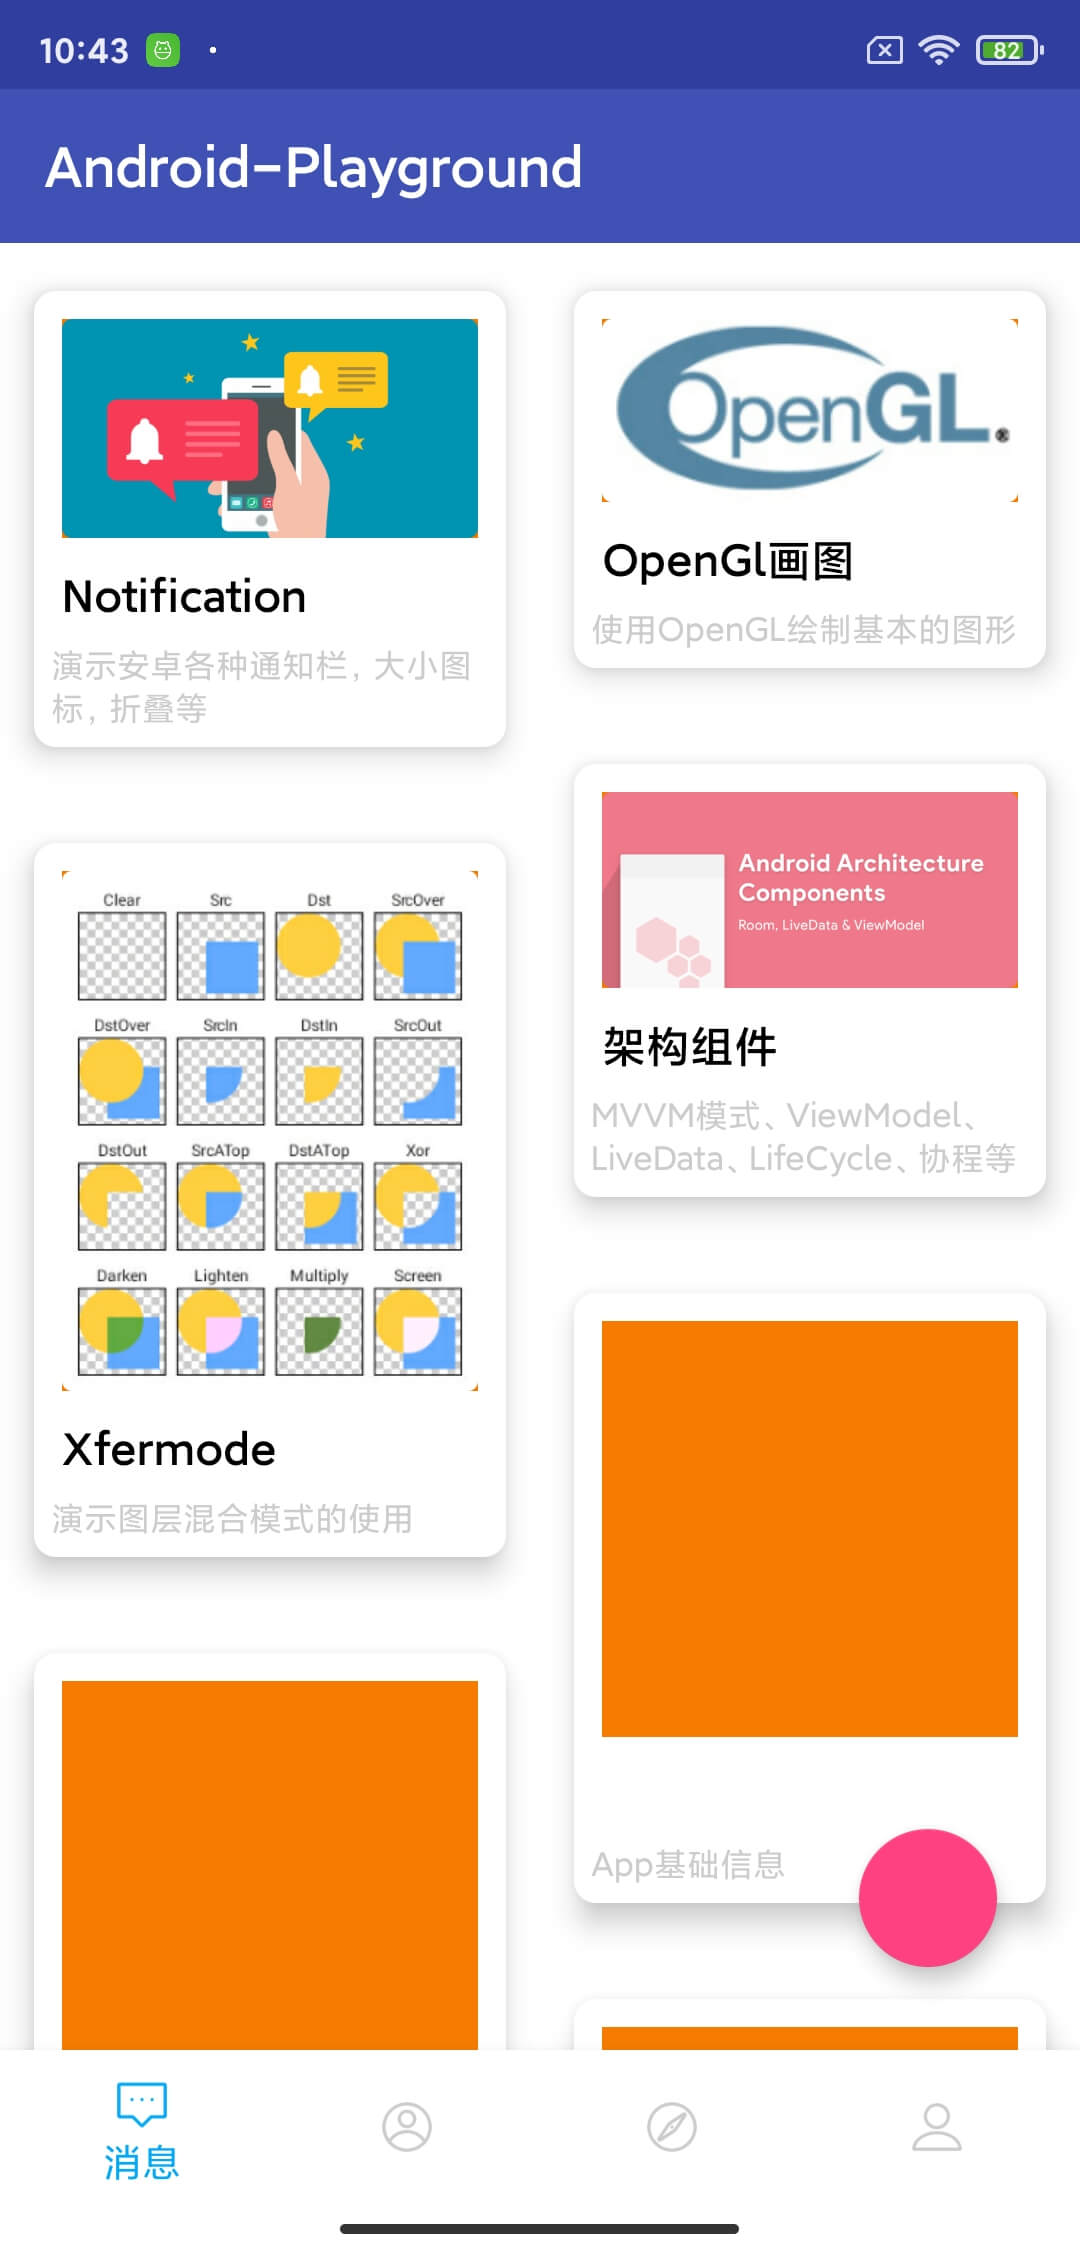 10:43
82
Android-Playground
Notification
演示安卓各种通知栏, 大小图
标, 折叠等
OpenGL®
OpenGl画图
使用OpenGL绘制基本的图形
Android Architecture
Components
Room, LiveData & ViewModel
架构组件
MVVM模式、ViewModel、
LiveData、LifeCycle、协程等
Clear Src Dst SrcOver
DstOver SrcIn DstIn SrcOut
DstOut SrcATop DstATop Xor
Darken Lighten Multiply Screen
Xfermode
演示图层混合模式的使用
App基础信息
消息